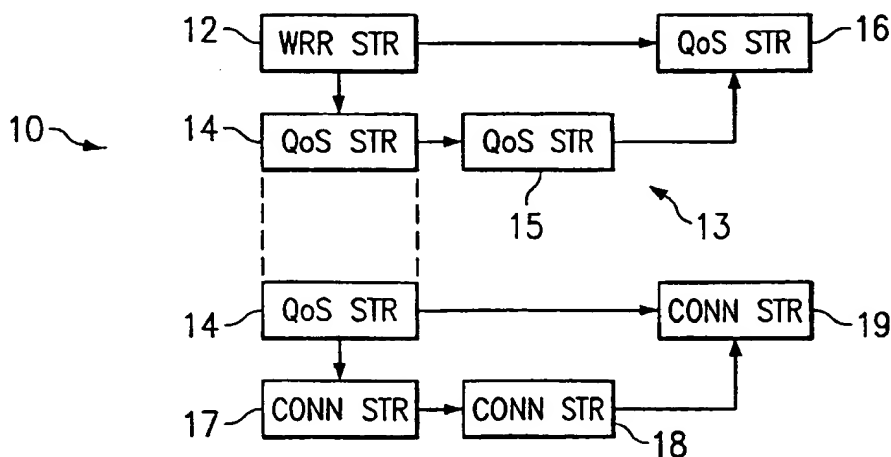 12 WRR STR QoS STR 16
10 14 QoS STR QoS STR
15 13
14 QoS STR CONN STR 19
17 CONN STR CONN STR 18